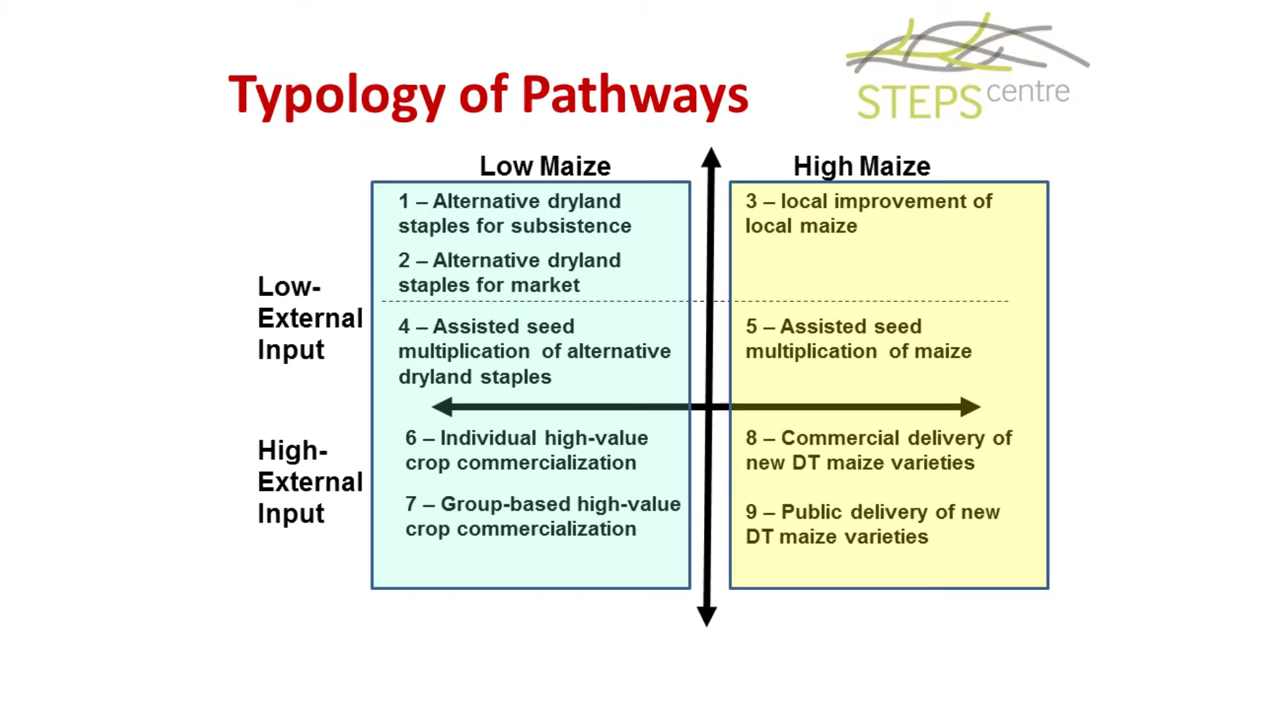 Typology of Pathways
STEPS centre
Low Maize
High Maize
Low-
External
Input
1 – Alternative dryland
staples for subsistence
2 – Alternative dryland
staples for market
4 – Assisted seed
multiplication of alternative
dryland staples
3 – local improvement of
local maize
5 – Assisted seed
multiplication of maize
High-
External
Input
6 – Individual high-value
crop commercialization
7 – Group-based high-value
crop commercialization
8 – Commercial delivery of
new DT maize varieties
9 – Public delivery of new
DT maize varieties